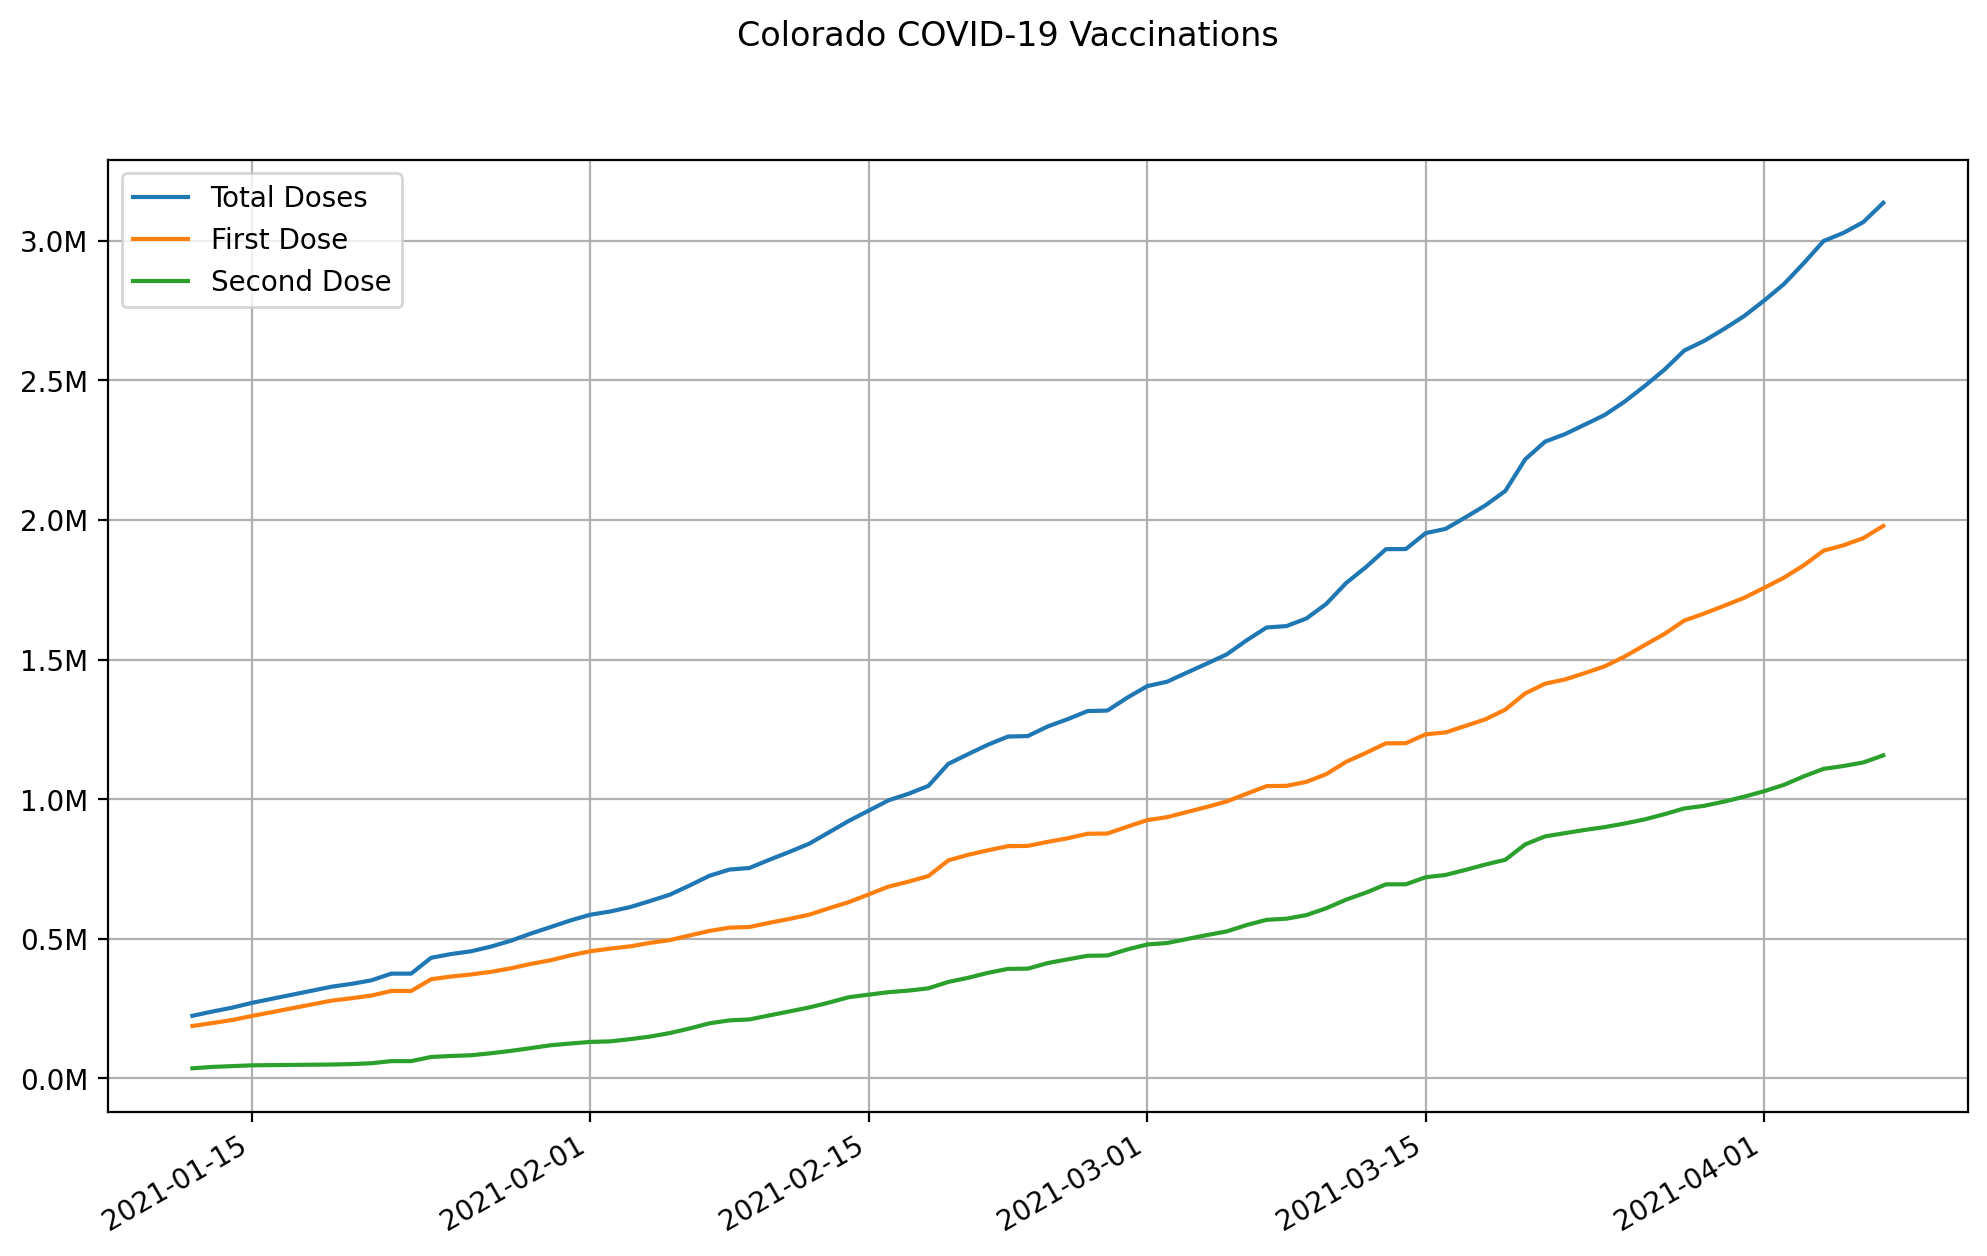 Colorado COVID-19 Vaccinations
Total Doses
First Dose
Second Dose
3.0M
2.5M
2.0M
1.5M
1.0M
0.5M
0.0M
2021-01-15
2021-02-01
2021-02-15
2021-03-01
2021-03-15
2021-04-01